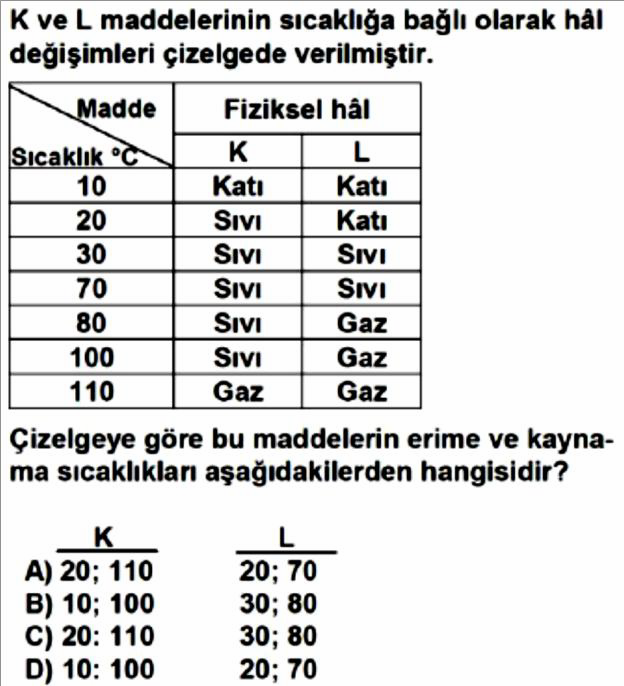 K ve L maddelerinin sıcaklığa bağlı olarak hâl
değişimleri çizelgede verilmiştir.
Madde Fiziksel hâl
Sıcaklık °C K L
10 Katı Katı
20 Sıvı Katı
30 Sıvı Sıvı
70 Sıvı Sıvı
80 Sıvı Gaz
100 Sıvı Gaz
110 Gaz Gaz
Çizelgeye göre bu maddelerin erime ve kayna-
ma sıcaklıkları aşağıdakilerden hangisidir?
K L
A) 20; 110 20; 70
B) 10; 100 30; 80
C) 20: 110 30; 80
D) 10: 100 20; 70